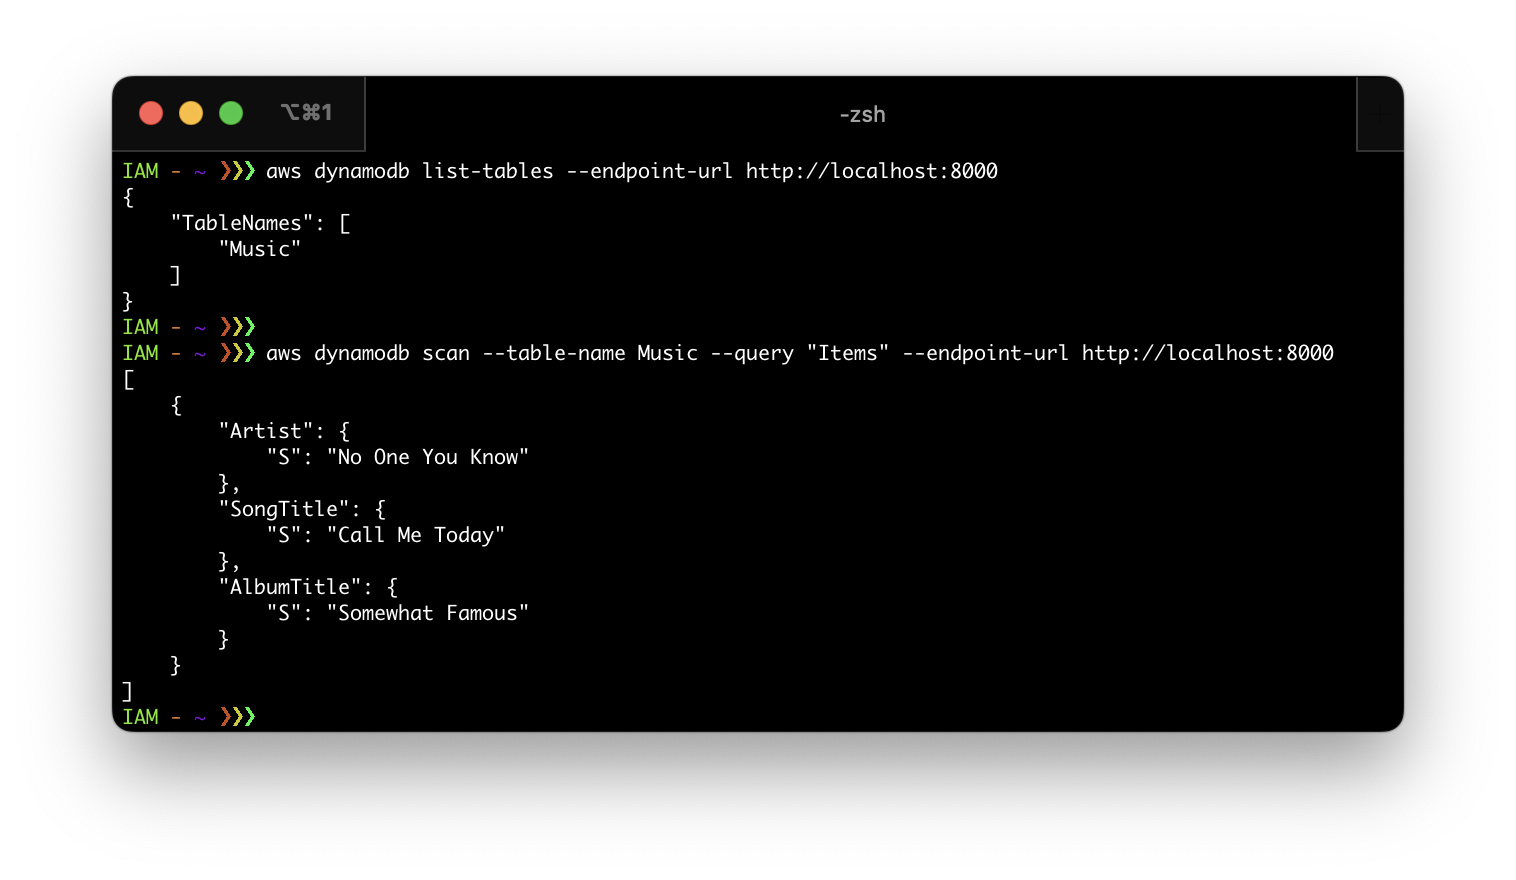 ⌥⌘1
-zsh
IAM - ~ ❯❯❯ aws dynamodb list-tables --endpoint-url http://localhost:8000
{
    "TableNames": [
        "Music"
    ]
}
IAM - ~ ❯❯❯
IAM - ~ ❯❯❯ aws dynamodb scan --table-name Music --query "Items" --endpoint-url http://localhost:8000
[
    {
        "Artist": {
            "S": "No One You Know"
        },
        "SongTitle": {
            "S": "Call Me Today"
        },
        "AlbumTitle": {
            "S": "Somewhat Famous"
        }
    }
]
IAM - ~ ❯❯❯